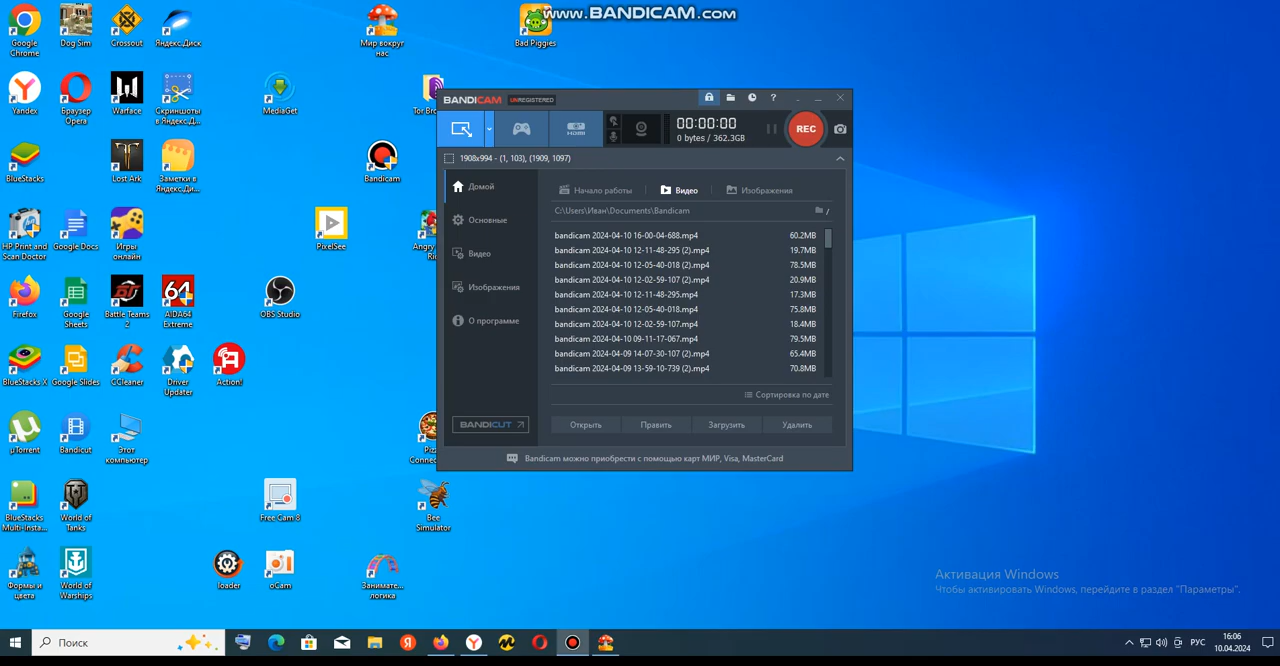 www.BANDICAM.com
Google Chrome
Dog Sim
Crossout
Яндекс.Диск
Мир вокруг нас
Bad Piggies
Yandex
Браузер Opera
Warface
Скриншоты в Яндекс.Д...
MediaGet
Tor Bro
BlueStacks
Lost Ark
Заметки в Яндекс.Ди...
Bandicam
HP Print and Scan Doctor
Google Docs
Игры онлайн
PixelSee
Angry
Firefox
Google Sheets
Battle Teams 2
AIDA64 Extreme
64
OBS Studio
BlueStacks X
Google Slides
CCleaner
Driver Updater
Action!
µTorrent
Bandicut
Этот компьютер
BlueStacks Multi-Insta...
World of Tanks
Free Cam 8
Bee Simulator
Формы и цвета
World of Warships
loader
oCam
Занимате... логика
BANDICAM UNREGISTERED
HDMI
00:00:00
0 bytes / 362.3GB
REC
1908x994 - (1, 103), (1909, 1097)
Домой
Основные
Видео
Изображения
О программе
BANDICUT
Начало работы
Видео
Изображения
C:\Users\Иван\Documents\Bandicam
bandicam 2024-04-10 16-00-04-688.mp4 60.2MB
bandicam 2024-04-10 12-11-48-295 (2).mp4 19.7MB
bandicam 2024-04-10 12-05-40-018 (2).mp4 78.5MB
bandicam 2024-04-10 12-02-59-107 (2).mp4 20.9MB
bandicam 2024-04-10 12-11-48-295.mp4 17.3MB
bandicam 2024-04-10 12-05-40-018.mp4 75.8MB
bandicam 2024-04-10 12-02-59-107.mp4 18.4MB
bandicam 2024-04-10 09-11-17-067.mp4 79.5MB
bandicam 2024-04-09 14-07-30-107 (2).mp4 65.4MB
bandicam 2024-04-09 13-59-10-739 (2).mp4 70.8MB
Сортировка по дате
Открыть
Править
Загрузить
Удалить
Bandicam можно приобрести с помощью карт МИР, Visa, MasterCard
Активация Windows
Чтобы активировать Windows, перейдите в раздел "Параметры".
Поиск
РУС
16:06
10.04.2024